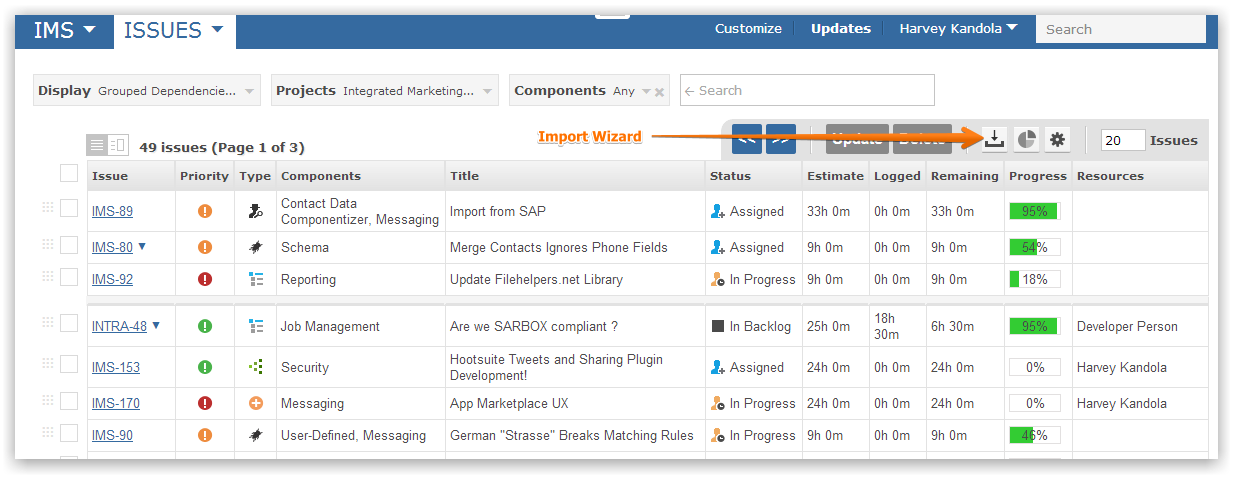 IMS ISSUES Customize Updates Harvey Kandola Search
Display Grouped Dependencie... Projects Integrated Marketing... Components Any Search
Import Wizard
49 issues (Page 1 of 3) << >> Update Delete 20 Issues
Issue Priority Type Components Title Status Estimate Logged Remaining Progress Resources
IMS-89 Contact Data Componentizer, Messaging Import from SAP Assigned 33h 0m 0h 0m 33h 0m 95%
IMS-80 Schema Merge Contacts Ignores Phone Fields Assigned 9h 0m 0h 0m 9h 0m 54%
IMS-92 Reporting Update Filehelpers.net Library In Progress 9h 0m 0h 0m 9h 0m 18%
INTRA-48 Job Management Are we SARBOX compliant ? In Backlog 25h 0m 18h 30m 6h 30m 95% Developer Person
IMS-153 Security Hootsuite Tweets and Sharing Plugin Development! Assigned 24h 0m 0h 0m 24h 0m 0% Harvey Kandola
IMS-170 Messaging App Marketplace UX In Progress 24h 0m 0h 0m 24h 0m 0% Harvey Kandola
IMS-90 User-Defined, Messaging German "Strasse" Breaks Matching Rules In Progress 9h 0m 0h 0m 9h 0m 46%